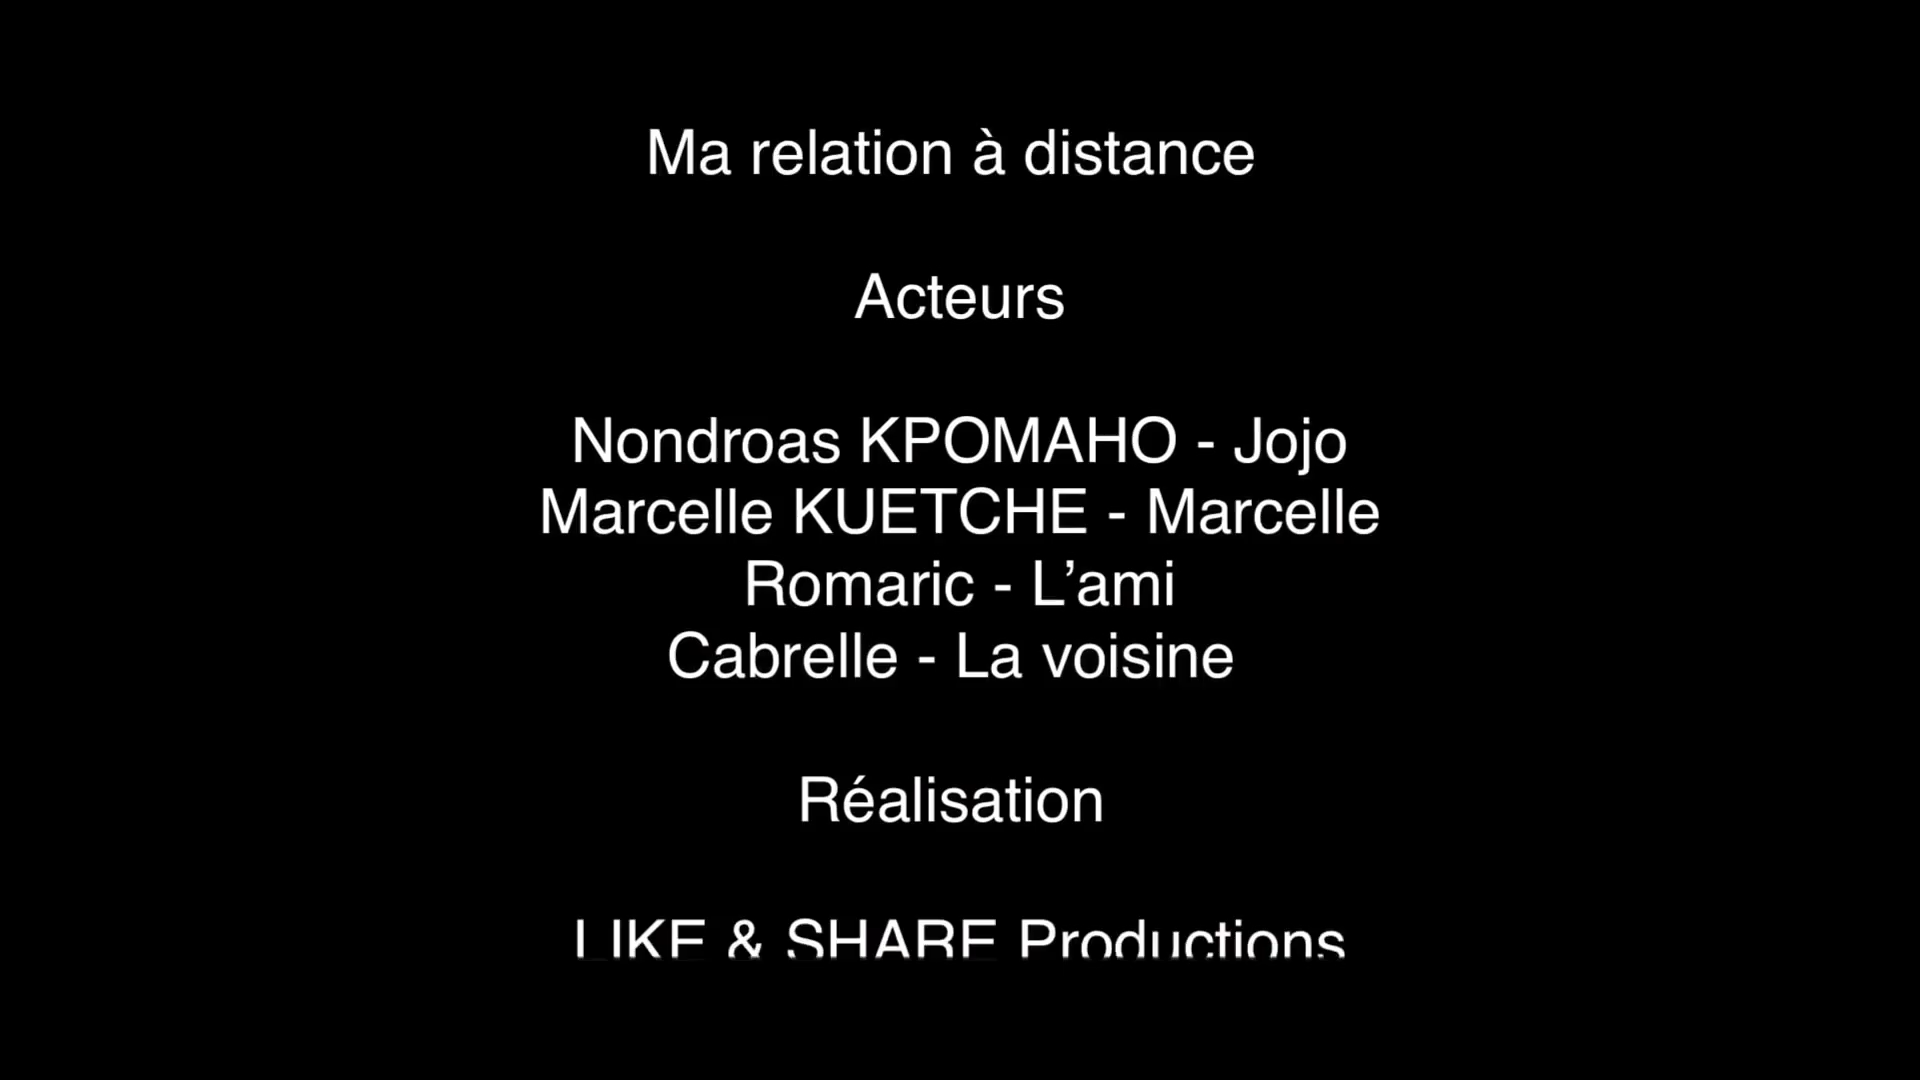 Ma relation à distance
Acteurs
Nondroas KPOMAHO - Jojo
Marcelle KUETCHE - Marcelle
Romaric - L’ami
Cabrelle - La voisine
Réalisation
LIKE & SHARE Productions